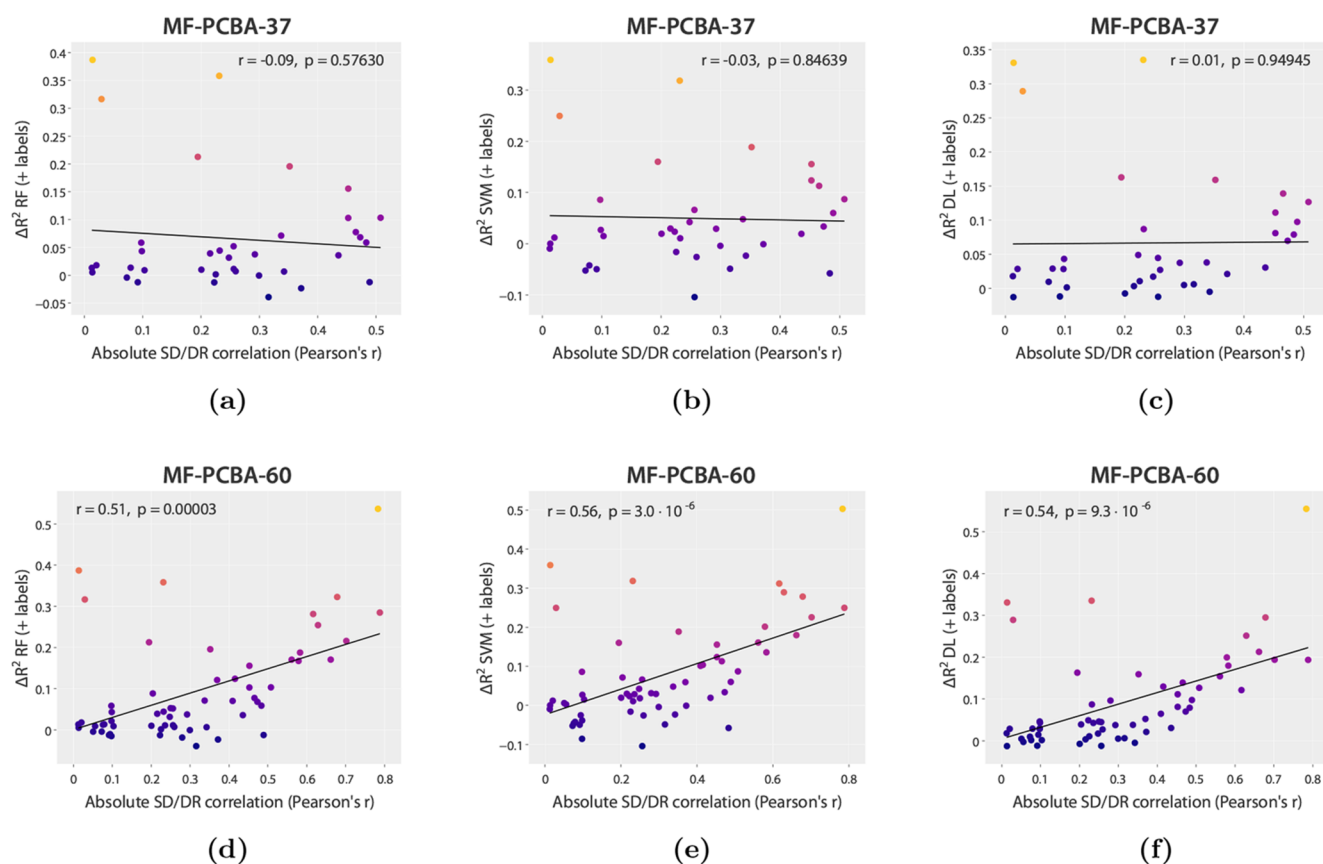 MF-PCBA-37
r = -0.09, p = 0.57630
ΔR² RF (+ labels)
0.4
0.35
0.3
0.25
0.2
0.15
0.1
0.05
0
−0.05
0 0.1 0.2 0.3 0.4 0.5
Absolute SD/DR correlation (Pearson's r)
(a)
MF-PCBA-37
r = -0.03, p = 0.84639
ΔR² SVM (+ labels)
0.3
0.2
0.1
0
−0.1
0 0.1 0.2 0.3 0.4 0.5
Absolute SD/DR correlation (Pearson's r)
(b)
MF-PCBA-37
r = 0.01, p = 0.94945
ΔR² DL (+ labels)
0.35
0.3
0.25
0.2
0.15
0.1
0.05
0
0 0.1 0.2 0.3 0.4 0.5
Absolute SD/DR correlation (Pearson's r)
(c)
MF-PCBA-60
r = 0.51, p = 0.00003
ΔR² RF (+ labels)
0.5
0.4
0.3
0.2
0.1
0
0 0.1 0.2 0.3 0.4 0.5 0.6 0.7 0.8
Absolute SD/DR correlation (Pearson's r)
(d)
MF-PCBA-60
r = 0.56, p = 3.0 · 10⁻⁶
ΔR² SVM (+ labels)
0.5
0.4
0.3
0.2
0.1
0
−0.1
0 0.2 0.4 0.6 0.8
Absolute SD/DR correlation (Pearson's r)
(e)
MF-PCBA-60
r = 0.54, p = 9.3 · 10⁻⁶
ΔR² DL (+ labels)
0.5
0.4
0.3
0.2
0.1
0
0 0.1 0.2 0.3 0.4 0.5 0.6 0.7 0.8
Absolute SD/DR correlation (Pearson's r)
(f)